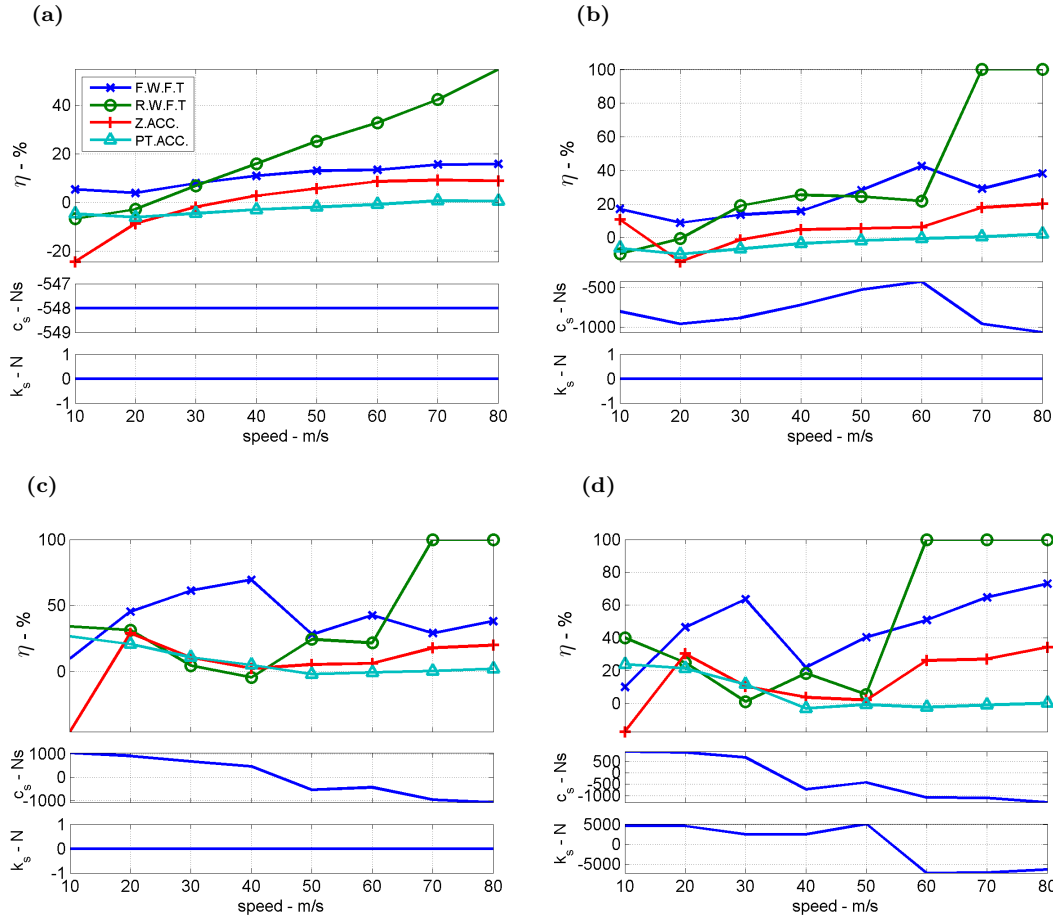 (a)
40
20
0
-20
η - %
F.W.F.T
R.W.F.T
Z.ACC.
PT.ACC.
-547
-548
-549
c_s - Ns
1
0
-1
k_s - N
10 20 30 40 50 60 70 80
speed - m/s
(b)
100
80
60
40
20
0
η - %
-500
-1000
c_s - Ns
1
0
-1
k_s - N
10 20 30 40 50 60 70 80
speed - m/s
(c)
100
50
0
η - %
1000
0
-1000
c_s - Ns
1
0
-1
k_s - N
10 20 30 40 50 60 70 80
speed - m/s
(d)
100
80
60
40
20
0
η - %
500
0
-500
-1000
c_s - Ns
5000
0
-5000
k_s - N
10 20 30 40 50 60 70 80
speed - m/s